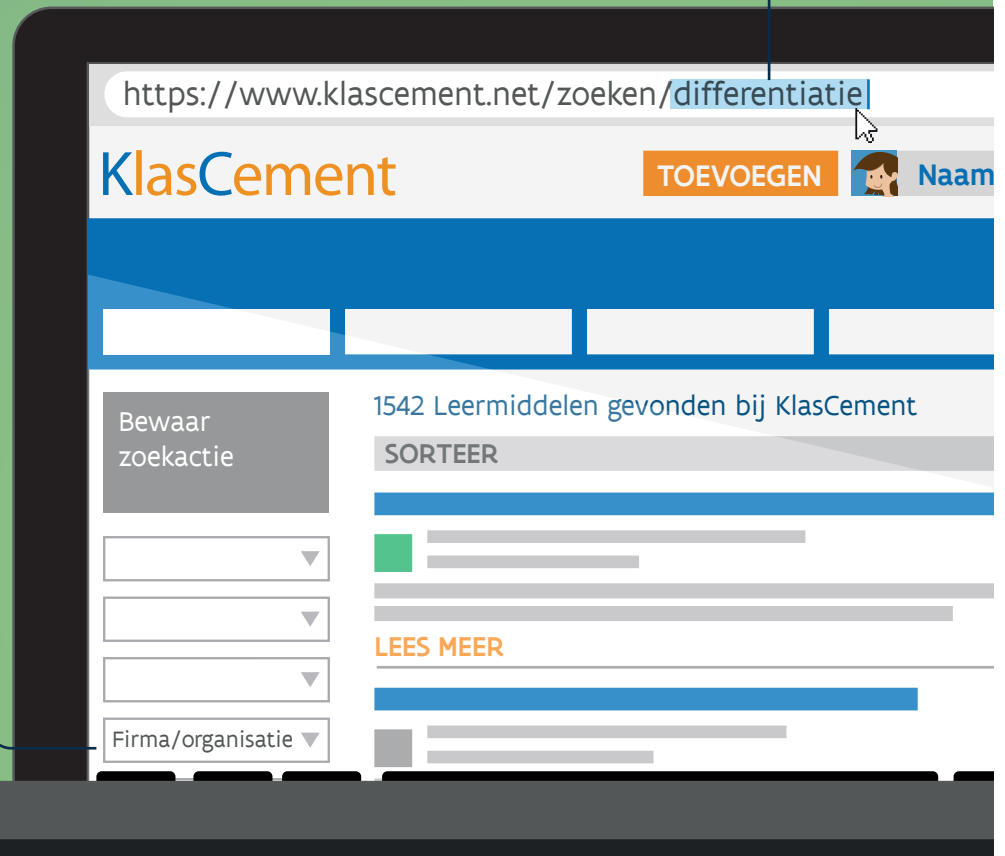 https://www.klascement.net/zoeken/differentiatie
KlasCement
TOEVOEGEN
Naam
Bewaar
zoekactie
1542 Leermiddelen gevonden bij KlasCement
SORTEER
LEES MEER
Firma/organisatie